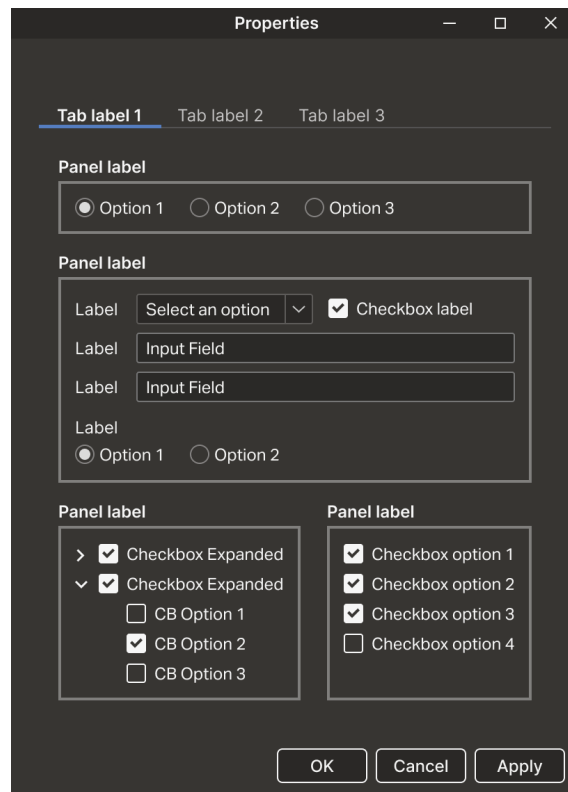 Properties
Tab label 1 Tab label 2 Tab label 3
Panel label
Option 1 Option 2 Option 3
Panel label
Label Select an option Checkbox label
Label Input Field
Label Input Field
Label
Option 1 Option 2
Panel label
Checkbox Expanded
Checkbox Expanded
CB Option 1
CB Option 2
CB Option 3
Panel label
Checkbox option 1
Checkbox option 2
Checkbox option 3
Checkbox option 4
OK Cancel Apply